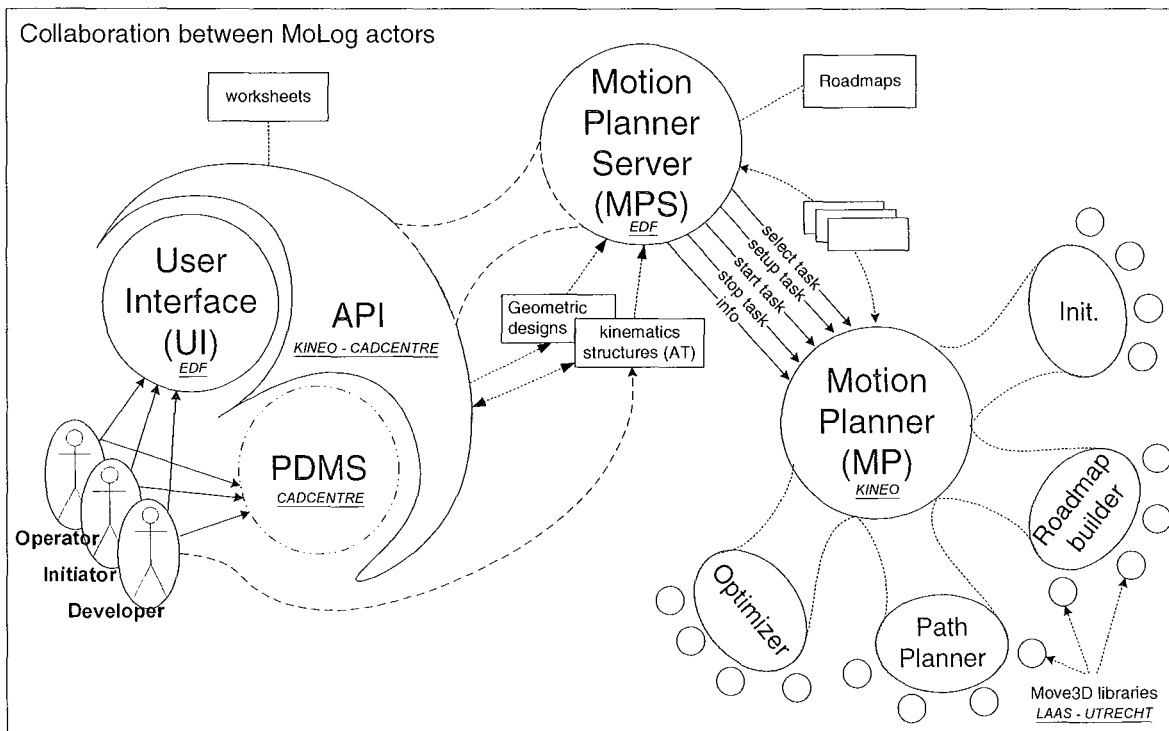 Collaboration between MoLog actors
worksheets
Motion
Planner
Server
(MPS)
EDF
Roadmaps
User
Interface
(UI)
EDF
API
KINEO - CADCENTRE
Geometric
designs
kinematics
structures (AT)
select task
setup task
start task
stop task
info
Init.
PDMS
CADCENTRE
Motion
Planner
(MP)
KINEO
Roadmap
builder
Operator
Initiator
Developer
Optimizer
Path
Planner
Move3D libraries
LAAS - UTRECHT